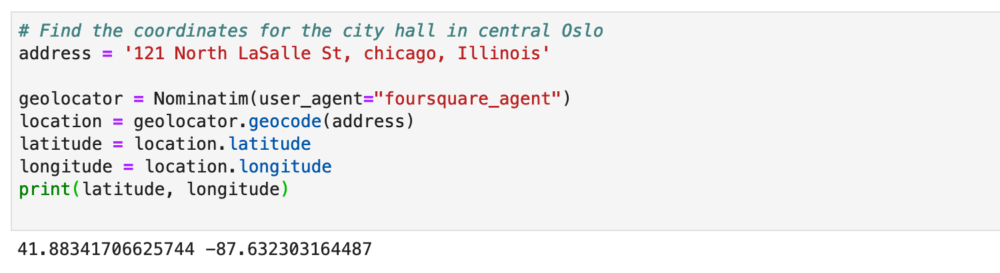 # Find the coordinates for the city hall in central Oslo
address = '121 North LaSalle St, chicago, Illinois'
geolocator = Nominatim(user_agent="foursquare_agent")
location = geolocator.geocode(address)
latitude = location.latitude
longitude = location.longitude
print(latitude, longitude)
41.88341706625744 -87.632303164487